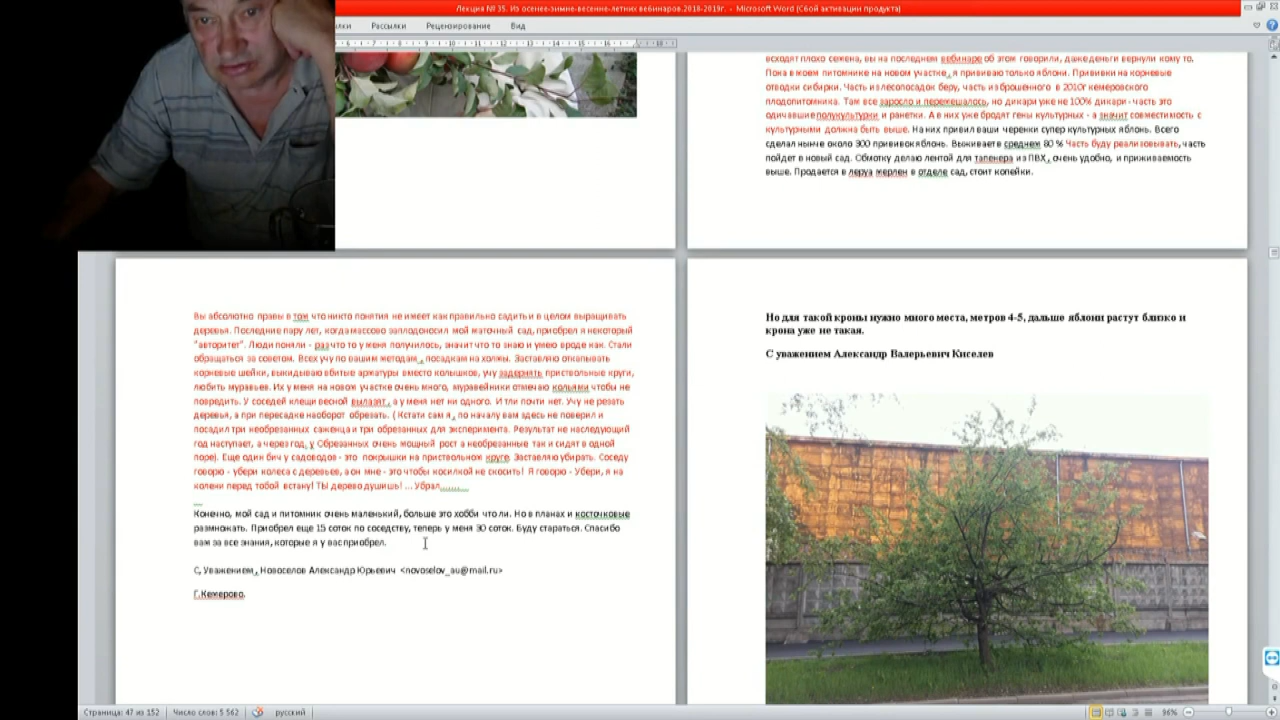 Лекция № 35. Из осенее-зимне-весенне-летних вебинаров.2018-2019г. - Microsoft Word (Сбой активации продукта)
Рассылки Рецензирование Вид
всходят плохо семена, вы на последнем вебинаре об этом говорили, даже деньги вернули кому то.
Пока в моем питомнике на новом участке, я прививаю только яблони. Прививки на корневые
отводки сибирки. Часть из лесопосадок беру, часть из брошенного в 2010г кемеровского
плодопитомника. Там все заросло и перемешалось, но дикари уже не 100% дикари - часть это
одичавшие полукультурки и ранетки. А в них уже бродят гены культурных - а значит совместимость с
культурными должна быть выше. На них привил ваши черенки супер культурных яблонь. Всего
сделал нынче около 300 прививок яблонь. Выживает в среднем 80 % Часть буду реализовывать, часть
пойдет в новый сад. Обмотку делаю лентой для тапенера из ПВХ, очень удобно, и приживаемость
выше. Продается в леруа мерлен в отделе сад, стоит копейки.
Вы абсолютно правы в том что никто понятия не имеет как правильно садить и в целом выращивать
деревья. Последние пару лет, когда массово заплодоносил мой маточный сад, приобрел я некоторый
"авторитет". Люди поняли - раз что то у меня получилось, значит что то знаю и умею вроде как. Стали
обращаться за советом. Всех учу по вашим методам, посадкам на холмы. Заставляю откапывать
корневые шейки, выкидываю вбитые арматуры вместо колышков, учу задернять приствольные круги,
любить муравьев. Их у меня на новом участке очень много, муравейники отмечаю кольями чтобы не
повредить. У соседей клещи весной вылазят, а у меня нет ни одного. И тли почти нет. Учу не резать
деревья, а при пересадке наоборот обрезать. ( Кстати сам я, по началу вам здесь не поверил и
посадил три необрезанных саженца и три обрезанных для эксперимента. Результат не наследующий
год наступает, а через год, у Обрезанных очень мощный рост а необрезанные так и сидят в одной
поре). Еще один бич у садоводов - это покрышки на приствольном круге. Заставляю убирать. Соседу
говорю - убери колеса с деревьев, а он мне - это чтобы косилкой не скосить! Я говорю - Убери, я на
колени перед тобой встану! ТЫ дерево душишь! ... Убрал........
Конечно, мой сад и питомник очень маленький, больше это хобби что ли. Но в планах и косточковые
размножать. Приобрел еще 15 соток по соседству, теперь у меня 30 соток. Буду стараться. Спасибо
вам за все знания, которые я у вас приобрел.
С, Уважением, Новоселов Александр Юрьевич <novoselov_au@mail.ru>
Г.Кемерово.
Но для такой кроны нужно много места, метров 4-5, дальше яблони растут близко и
крона уже не такая.
С уважением Александр Валерьевич Киселев
Страница: 47 из 152 Число слов: 5 562 русский 96%